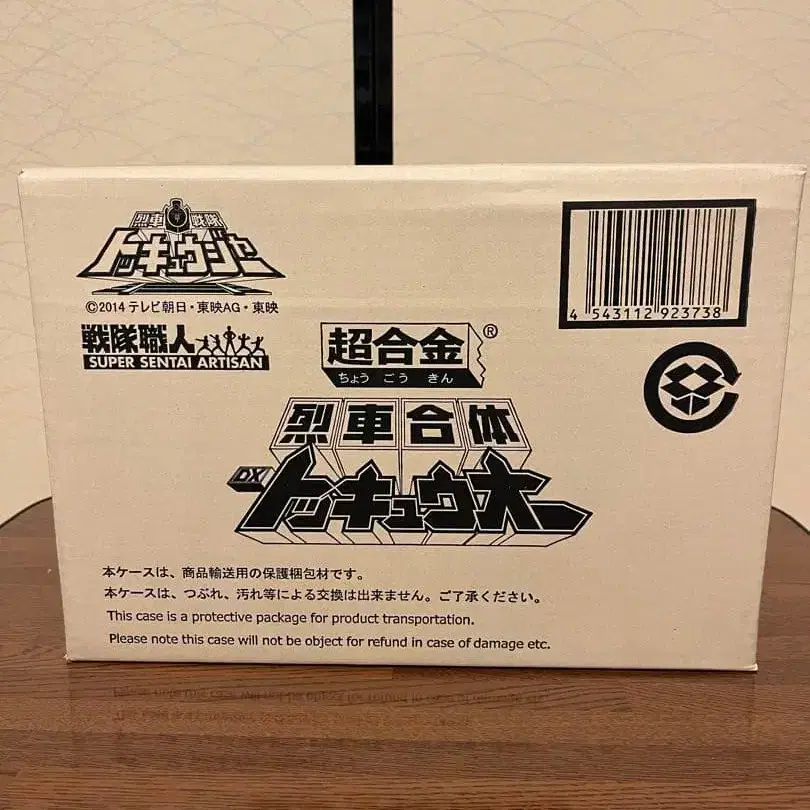 烈車戦隊
トッキュウジャー
©2014 テレビ朝日・東映AG・東映
戦隊職人
SUPER SENTAI ARTISAN
超合金®
ちょう ごう きん
烈車合体
DX トッキュウオー
4 543112 923738
本ケースは、商品輸送用の保護梱包材です。
本ケースは、つぶれ、汚れ等による交換は出来ません。ご了承ください。
This case is a protective package for product transportation.
Please note this case will not be object for refund in case of damage etc.